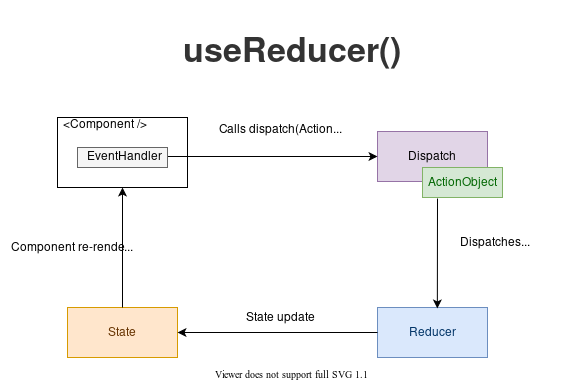 useReducer()
<Component />
EventHandler
Calls dispatch(Action...
Dispatch
ActionObject
Component re-rende...
Dispatches...
State
State update
Reducer
Viewer does not support full SVG 1.1